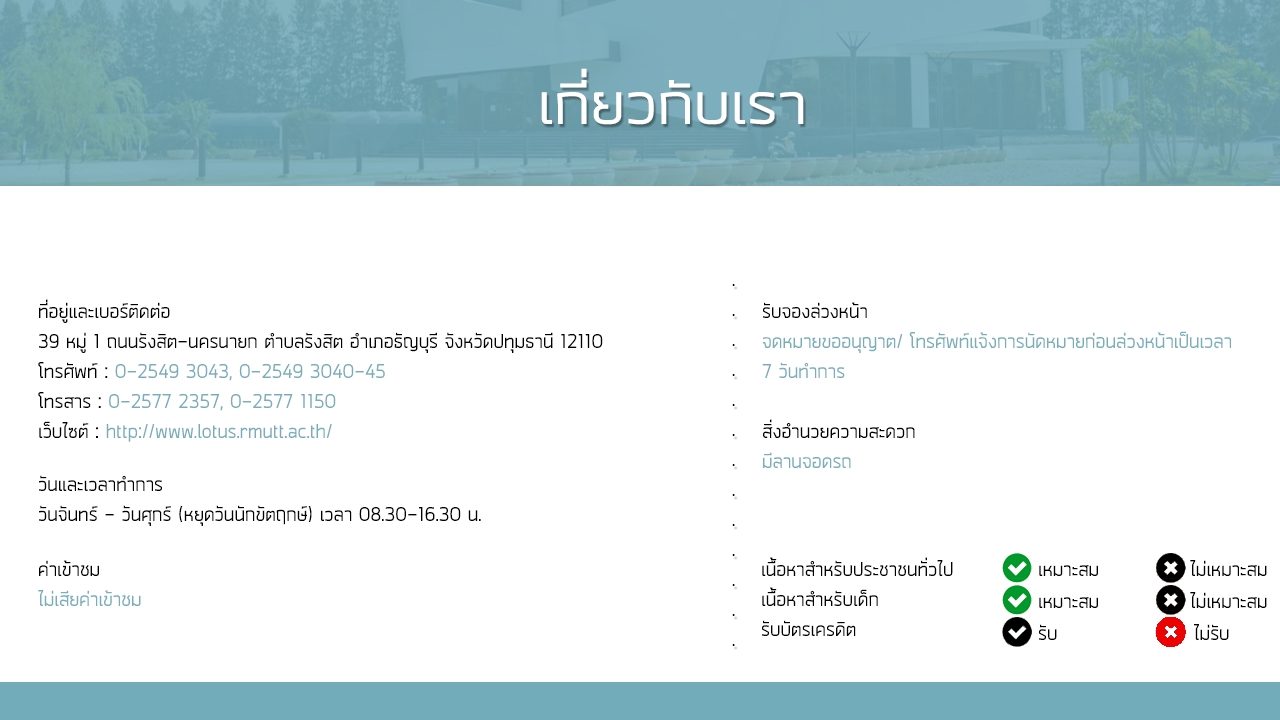 เกี่ยวกับเรา
ที่อยู่และเบอร์ติดต่อ
39 หมู่ 1 ถนนรังสิต-นครนายก ตำบลรังสิต อำเภอธัญบุรี จังหวัดปทุมธานี 12110
โทรศัพท์ : 0-2549 3043, 0-2549 3040-45
โทรสาร : 0-2577 2357, 0-2577 1150
เว็บไซต์ : http://www.lotus.rmutt.ac.th/
วันและเวลาทำการ
วันจันทร์ - วันศุกร์ (หยุดวันนักขัตฤกษ์) เวลา 08.30-16.30 น.
ค่าเข้าชม
ไม่เสียค่าเข้าชม
รับจองล่วงหน้า
จดหมายขออนุญาต/ โทรศัพท์แจ้งการนัดหมายก่อนล่วงหน้าเป็นเวลา
7 วันทำการ
สิ่งอำนวยความสะดวก
มีลานจอดรถ
เนื้อหาสำหรับประชาชนทั่วไป เหมาะสม ไม่เหมาะสม
เนื้อหาสำหรับเด็ก เหมาะสม ไม่เหมาะสม
รับบัตรเครดิต รับ ไม่รับ